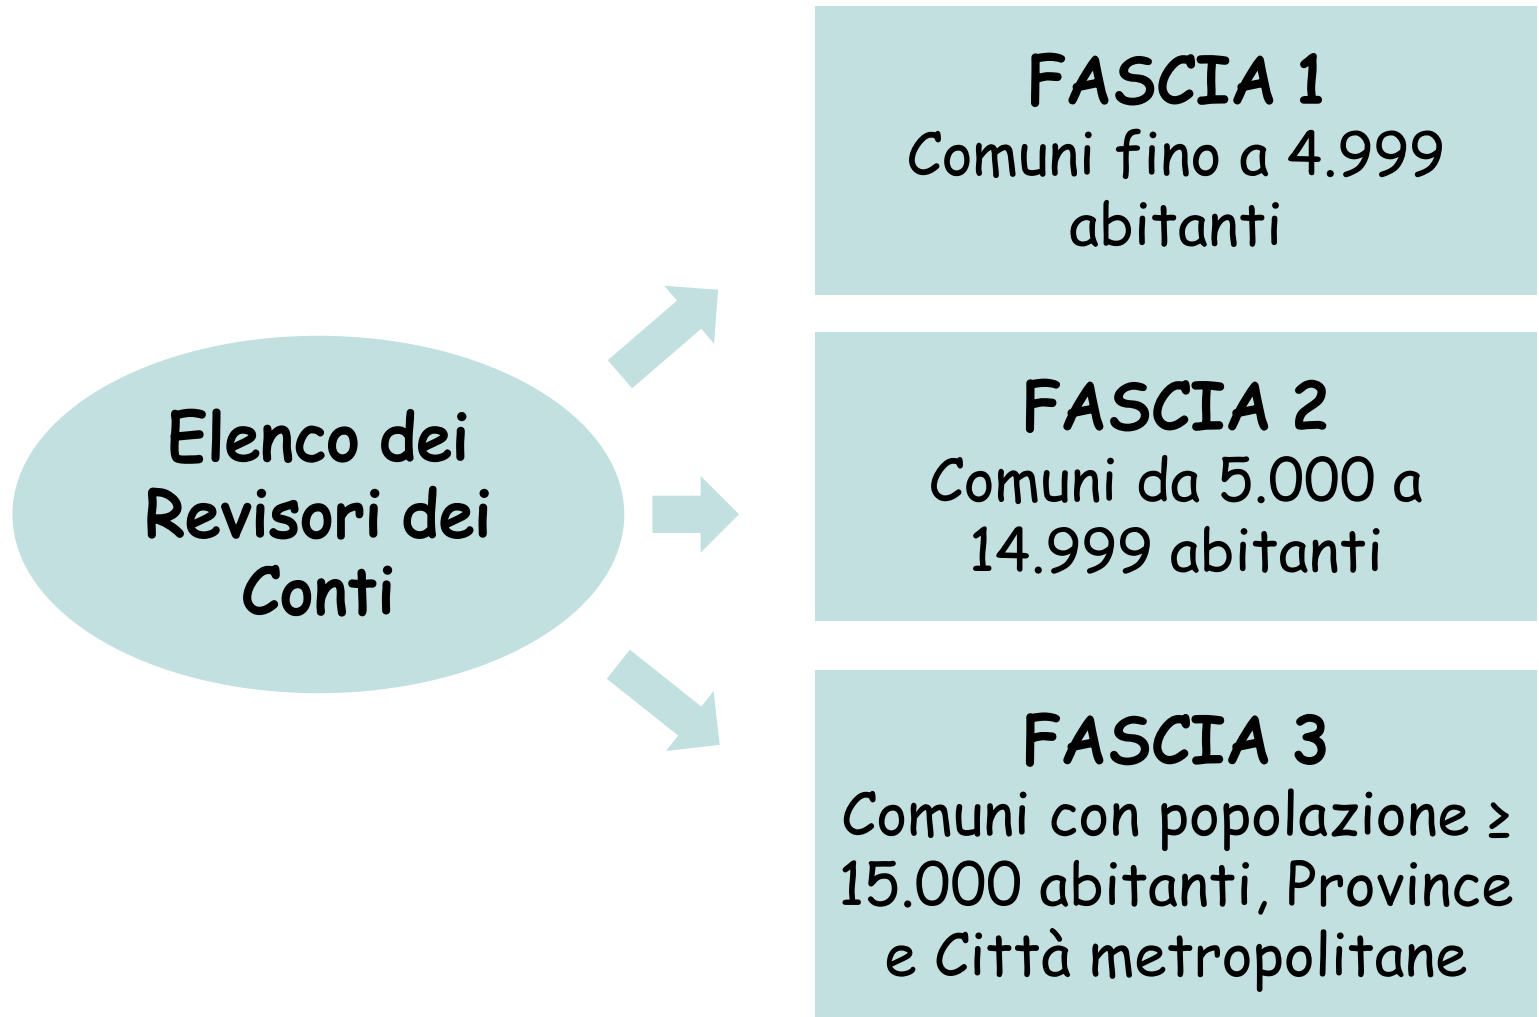 Elenco dei
Revisori dei
Conti
FASCIA 1
Comuni fino a 4.999
abitanti
FASCIA 2
Comuni da 5.000 a
14.999 abitanti
FASCIA 3
Comuni con popolazione ≥
15.000 abitanti, Province
e Città metropolitane